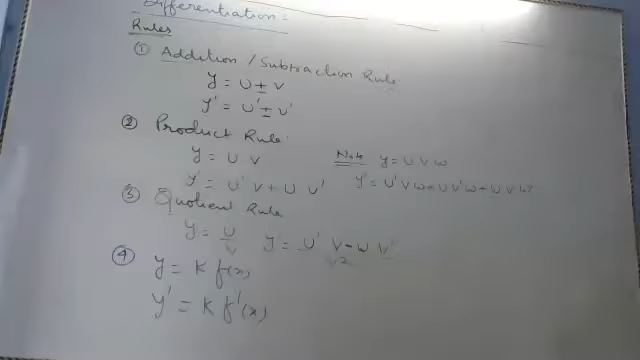 Differentiation:
Rules
① Addition / Subtraction Rule
y = U ± V
y' = U' ± U'
② Product Rule:
y = U V
Note y = U V W
y' = U' V + U U'
y' = U' V W + U V' W + U V W'
③ Quotient Rule
y = U/V y = U' V - U V' / V2
④ y = K f(x)
y' = K f'(x)